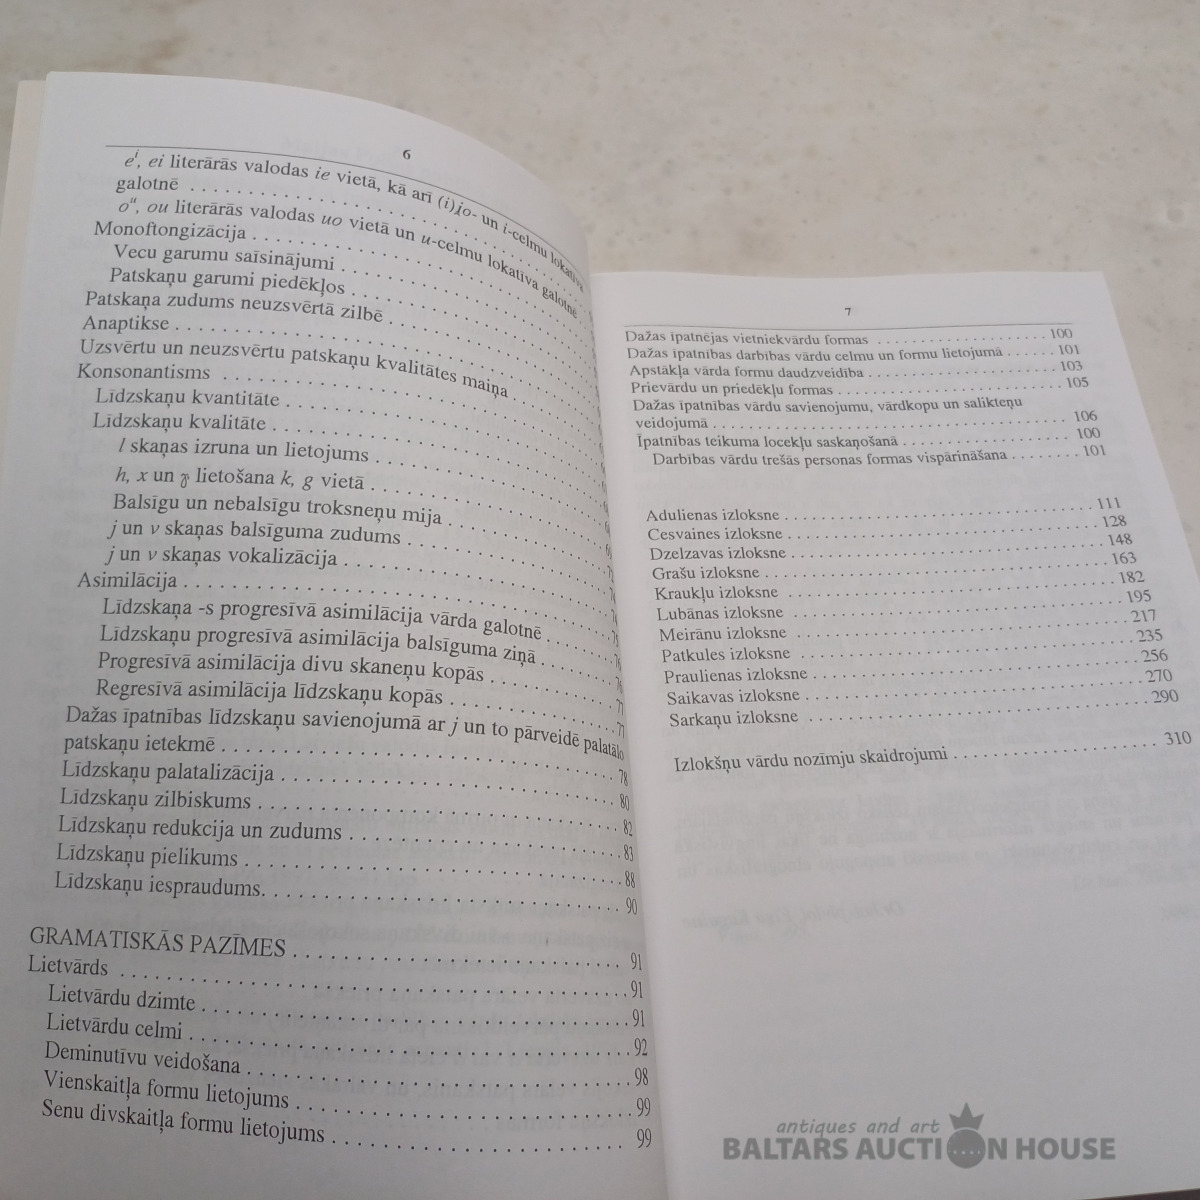 6
eⁱ, ei literārās valodas ie vietā, kā arī (i)jo- un i-celmu lokatīva
galotnē
oᵘ, ou literārās valodas uo vietā un u-celmu lokatīva galotnē
Monoftongizācija
Vecu garumu saīsinājumi
Patskaņu garumi piedēkļos
Patskaņa zudums neuzsvērtā zilbē
Anaptikse
Uzsvērtu un neuzsvērtu patskaņu kvalitātes maiņa
Konsonantisms
Līdzskaņu kvantitāte
Līdzskaņu kvalitāte
l skaņas izruna un lietojums
h, x un ɣ lietošana k, g vietā
Balsīgu un nebalsīgu troksneņu mija
j un v skaņas balsīguma zudums
j un v skaņas vokalizācija
Asimilācija
Līdzskaņa -s progresīvā asimilācija vārda galotnē
Līdzskaņu progresīvā asimilācija balsīguma ziņā
Progresīvā asimilācija divu skaneņu kopās
Regresīvā asimilācija līdzskaņu kopās 77
Dažas īpatnības līdzskaņu savienojumā ar j un to pārveidē palatālo
patskaņu ietekmē 78
Līdzskaņu palatalizācija 80
Līdzskaņu zilbiskums 82
Līdzskaņu redukcija un zudums 83
Līdzskaņu pielikums 88
Līdzskaņu iespraudums 90
GRAMATISKĀS PAZĪMES 91
Lietvārds 91
Lietvārdu dzimte 91
Lietvārdu celmi 92
Deminutīvu veidošana 98
Vienskaitļa formu lietojums 99
Senu divskaitļa formu lietojums 99
7
Dažas īpatnējas vietniekvārdu formas 100
Dažas īpatnības darbības vārdu celmu un formu lietojumā 101
Apstākļa vārda formu daudzveidība 103
Prievārdu un priedēkļu formas 105
Dažas īpatnības vārdu savienojumu, vārdkopu un salikteņu
veidojumā 106
Īpatnības teikuma locekļu saskaņošanā 100
Darbības vārdu trešās personas formas vispārināšana 101
Adulienas izloksne 111
Cesvaines izloksne 128
Dzelzavas izloksne 148
Grašu izloksne 163
Kraukļu izloksne 182
Lubānas izloksne 195
Meirānu izloksne 217
Patkules izloksne 235
Praulienas izloksne 256
Saikavas izloksne 270
Sarkaņu izloksne 290
Izlokšņu vārdu nozīmju skaidrojumi 310
antiques and art
BALTARS AUCTION HOUSE